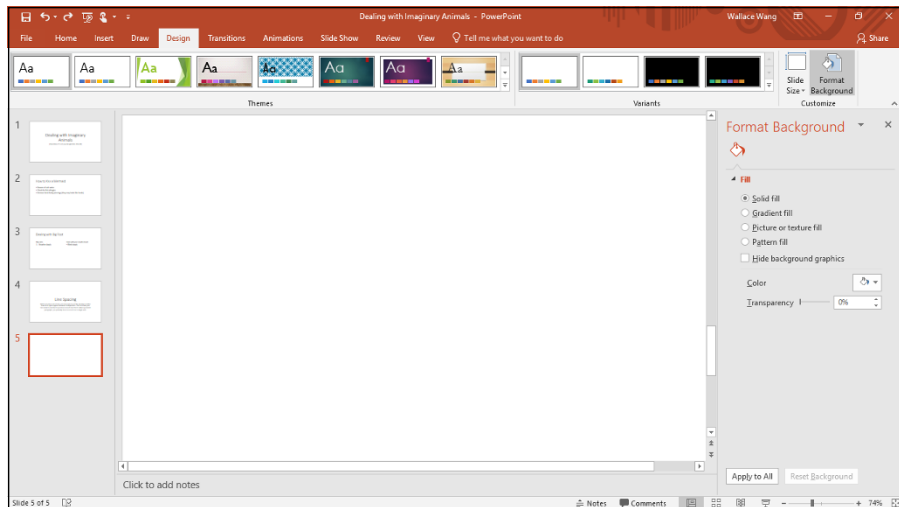 Dealing with Imaginary Animals - PowerPoint
Wallace Wang
File Home Insert Draw Design Transitions Animations Slide Show Review View Tell me what you want to do
Share
Aa Aa Aa Aa Aa Aa Aa Aa
Slide Size
Format Background
Themes
Variants
Customize
1
Dealing with Imaginary
Animals
2
3
4
Line Spacing
5
Format Background
Fill
Solid fill
Gradient fill
Picture or texture fill
Pattern fill
Hide background graphics
Color
Transparency 0%
Apply to All Reset Background
Click to add notes
Slide 5 of 5
Notes Comments 74%